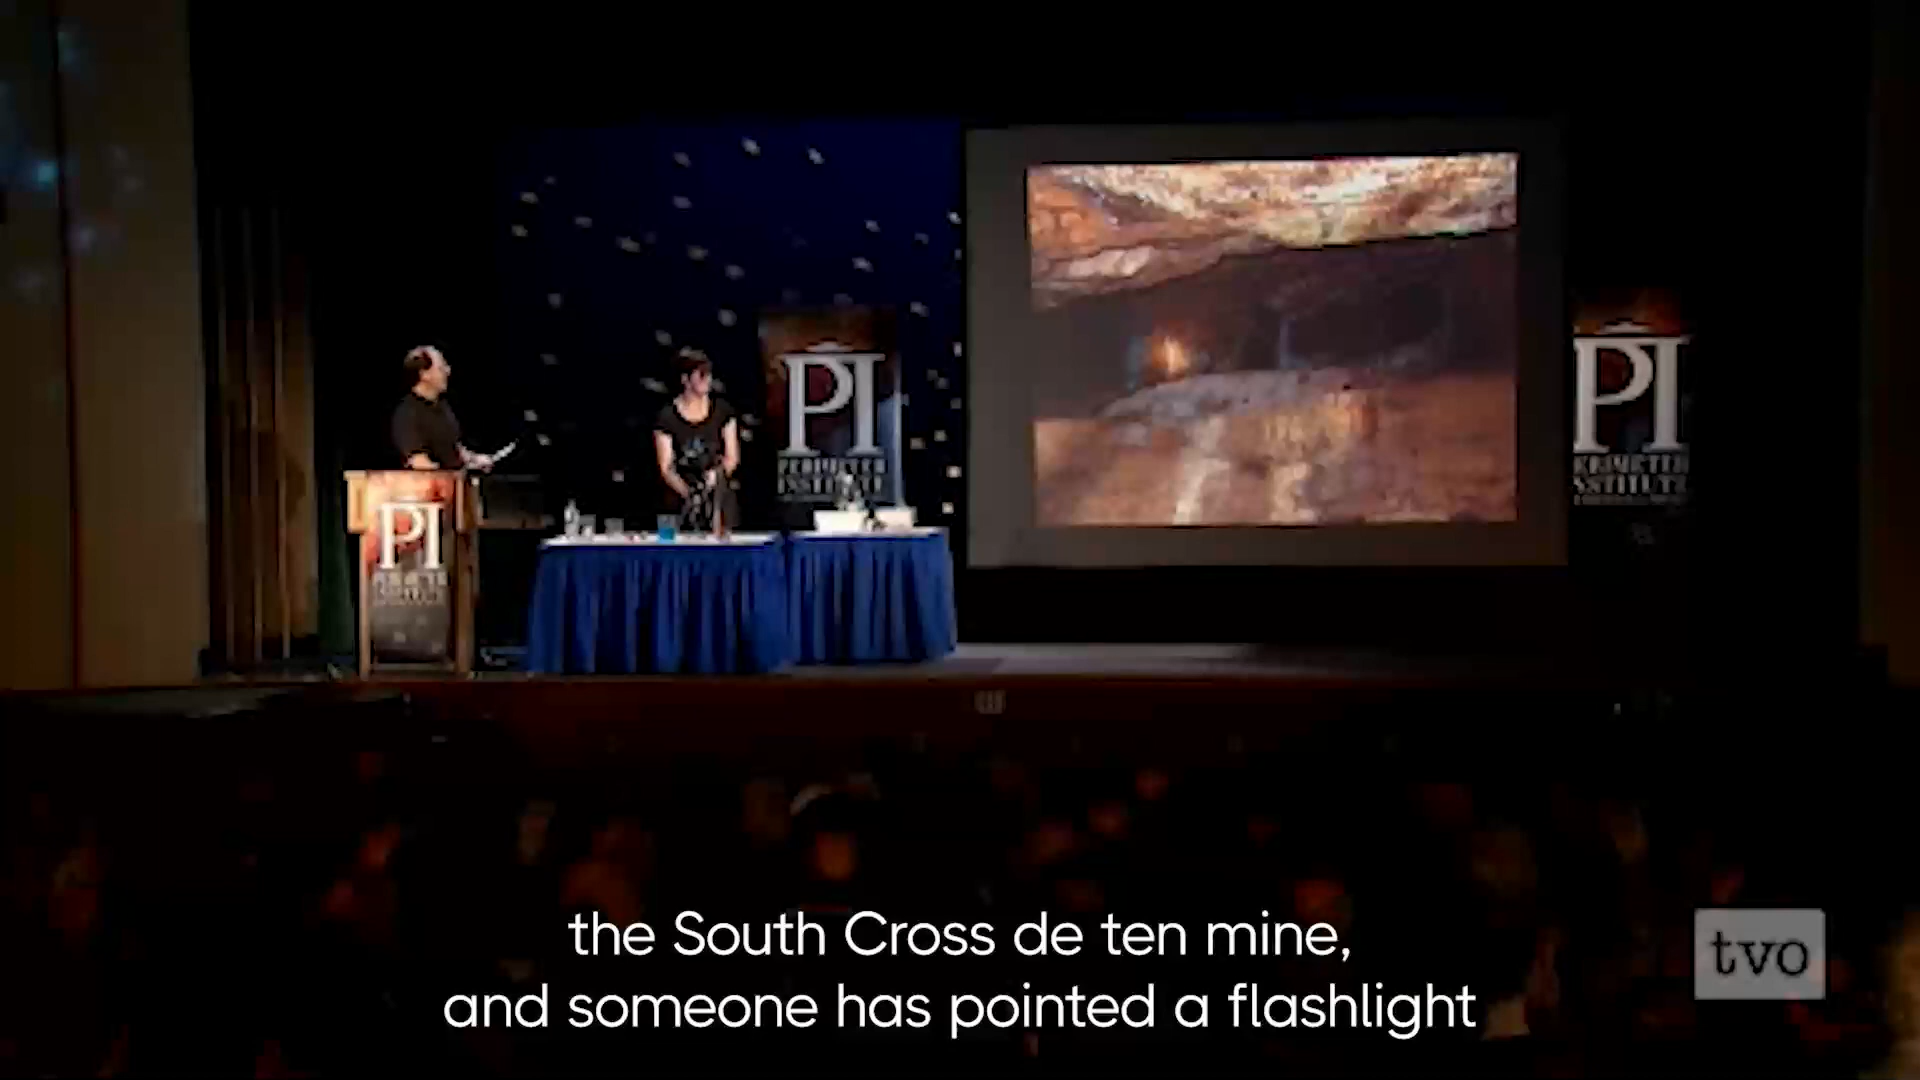 PI
PERIMETER
INSTITUTE
PI
PI
the South Cross de ten mine,
and someone has pointed a flashlight
tvo